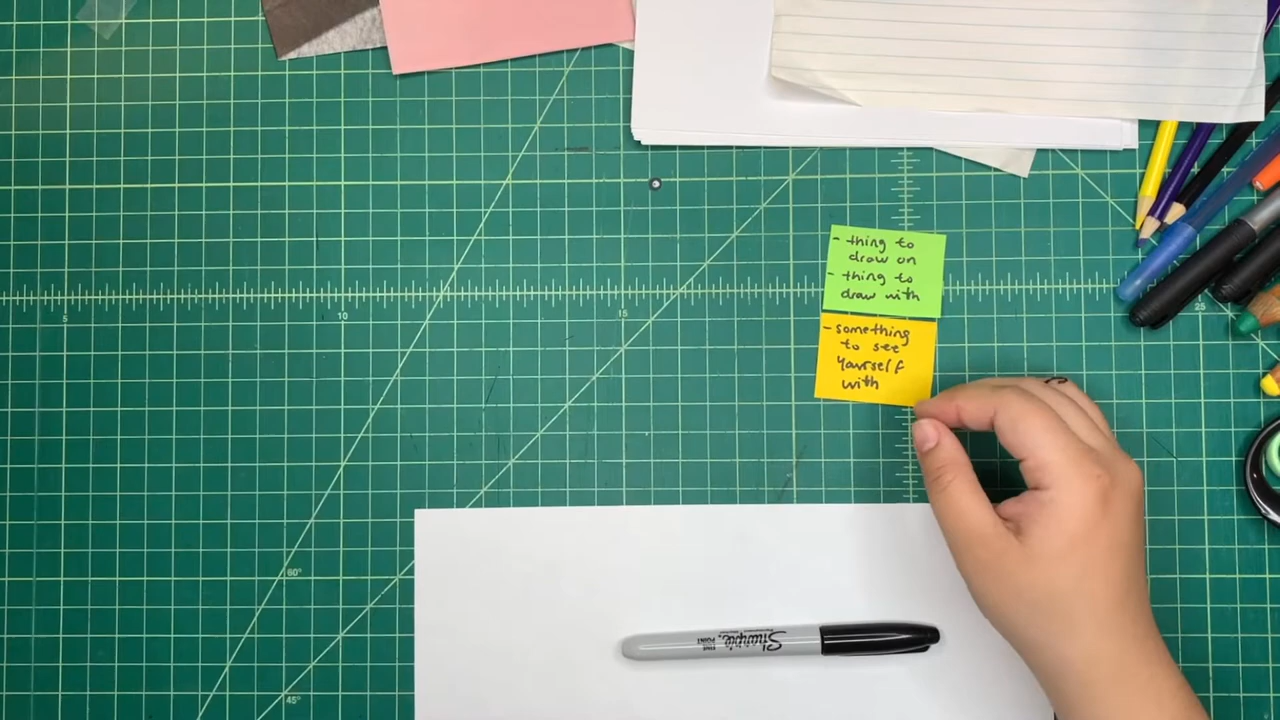 5
10
15
25
- thing to
draw on
- thing to
draw with
- something
to see
yourself
with
60°
45°
Sharpie
FINE
POINT